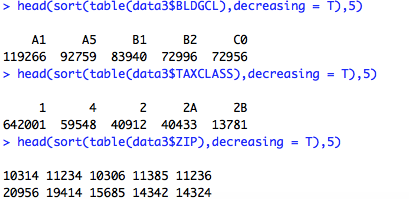 > head(sort(table(data3$BLDGCL),decreasing = T),5)
A1 A5 B1 B2 C0
119266 92759 83940 72996 72956
> head(sort(table(data3$TAXCLASS),decreasing = T),5)
1 4 2 2A 2B
642001 59548 40912 40433 13781
> head(sort(table(data3$ZIP),decreasing = T),5)
10314 11234 10306 11385 11236
20956 19414 15685 14342 14324